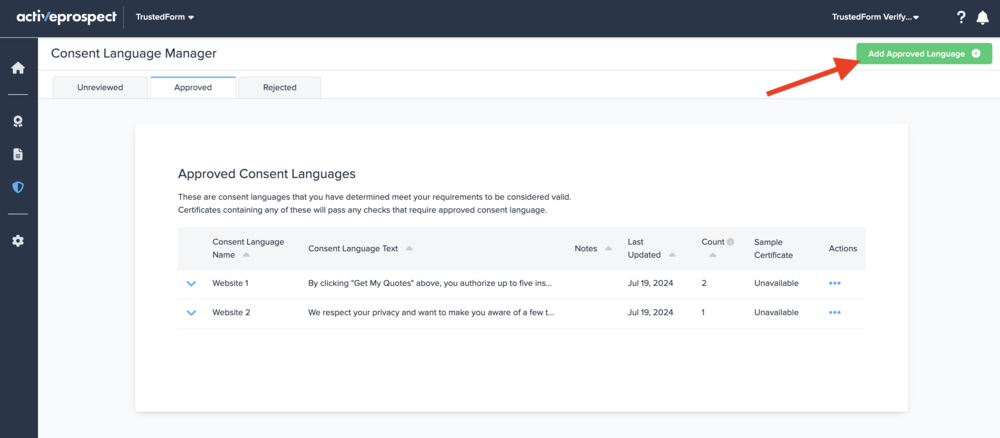 activeprospect
TrustedForm
TrustedForm Verify...
?
Consent Language Manager
Add Approved Language
Unreviewed
Approved
Rejected
Approved Consent Languages
These are consent languages that you have determined meet your requirements to be considered valid.
Certificates containing any of these will pass any checks that require approved consent language.
Consent Language
Name
Consent Language Text
Notes
Last
Updated
Count
Sample
Certificate
Actions
Website 1
By clicking "Get My Quotes" above, you authorize up to five ins...
Jul 19, 2024
2
Unavailable
Website 2
We respect your privacy and want to make you aware of a few t...
Jul 19, 2024
1
Unavailable